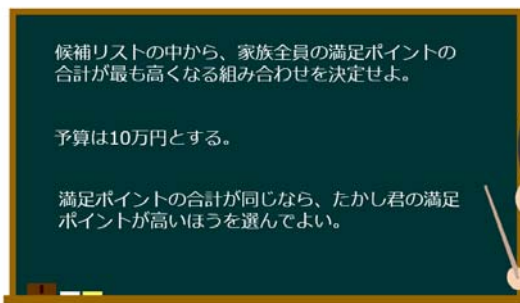 候補リストの中から、家族全員の満足ポイントの
合計が最も高くなる組み合わせを決定せよ。
予算は10万円とする。
満足ポイントの合計が同じなら、たかし君の満足
ポイントが高いほうを選んでよい。